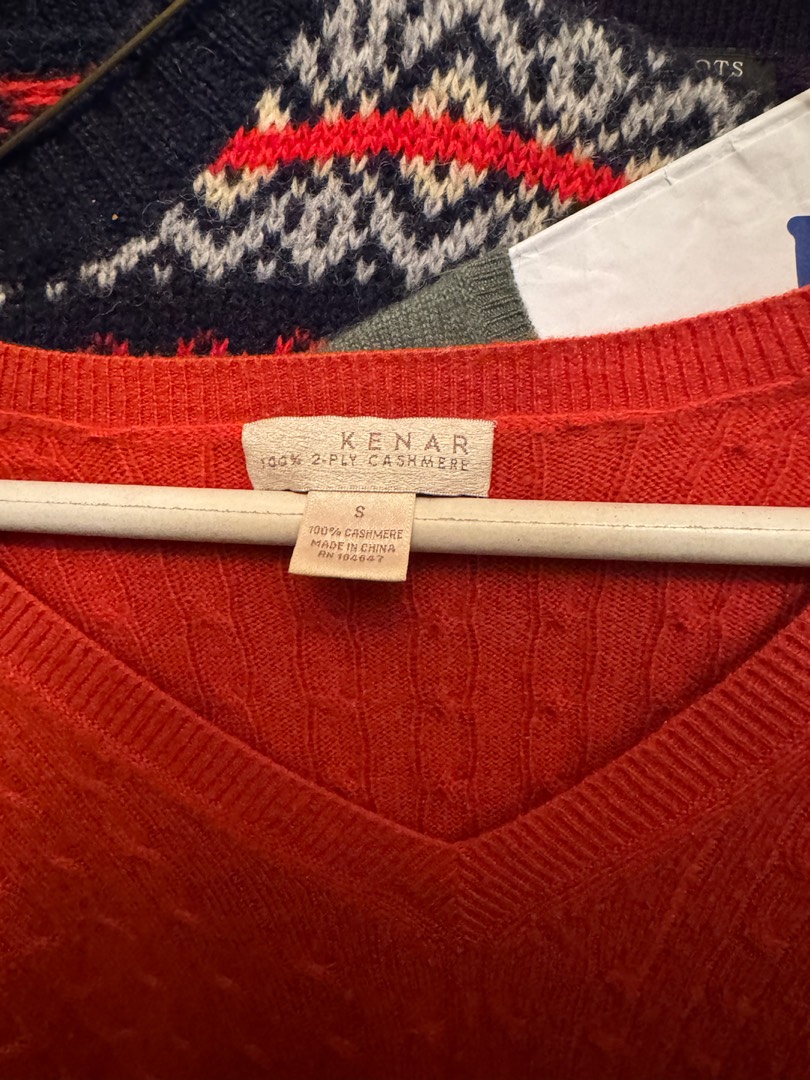 OTS
KENAR
100% 2-PLY CASHMERE
S
100% CASHMERE
MADE IN CHINA
RN 104647